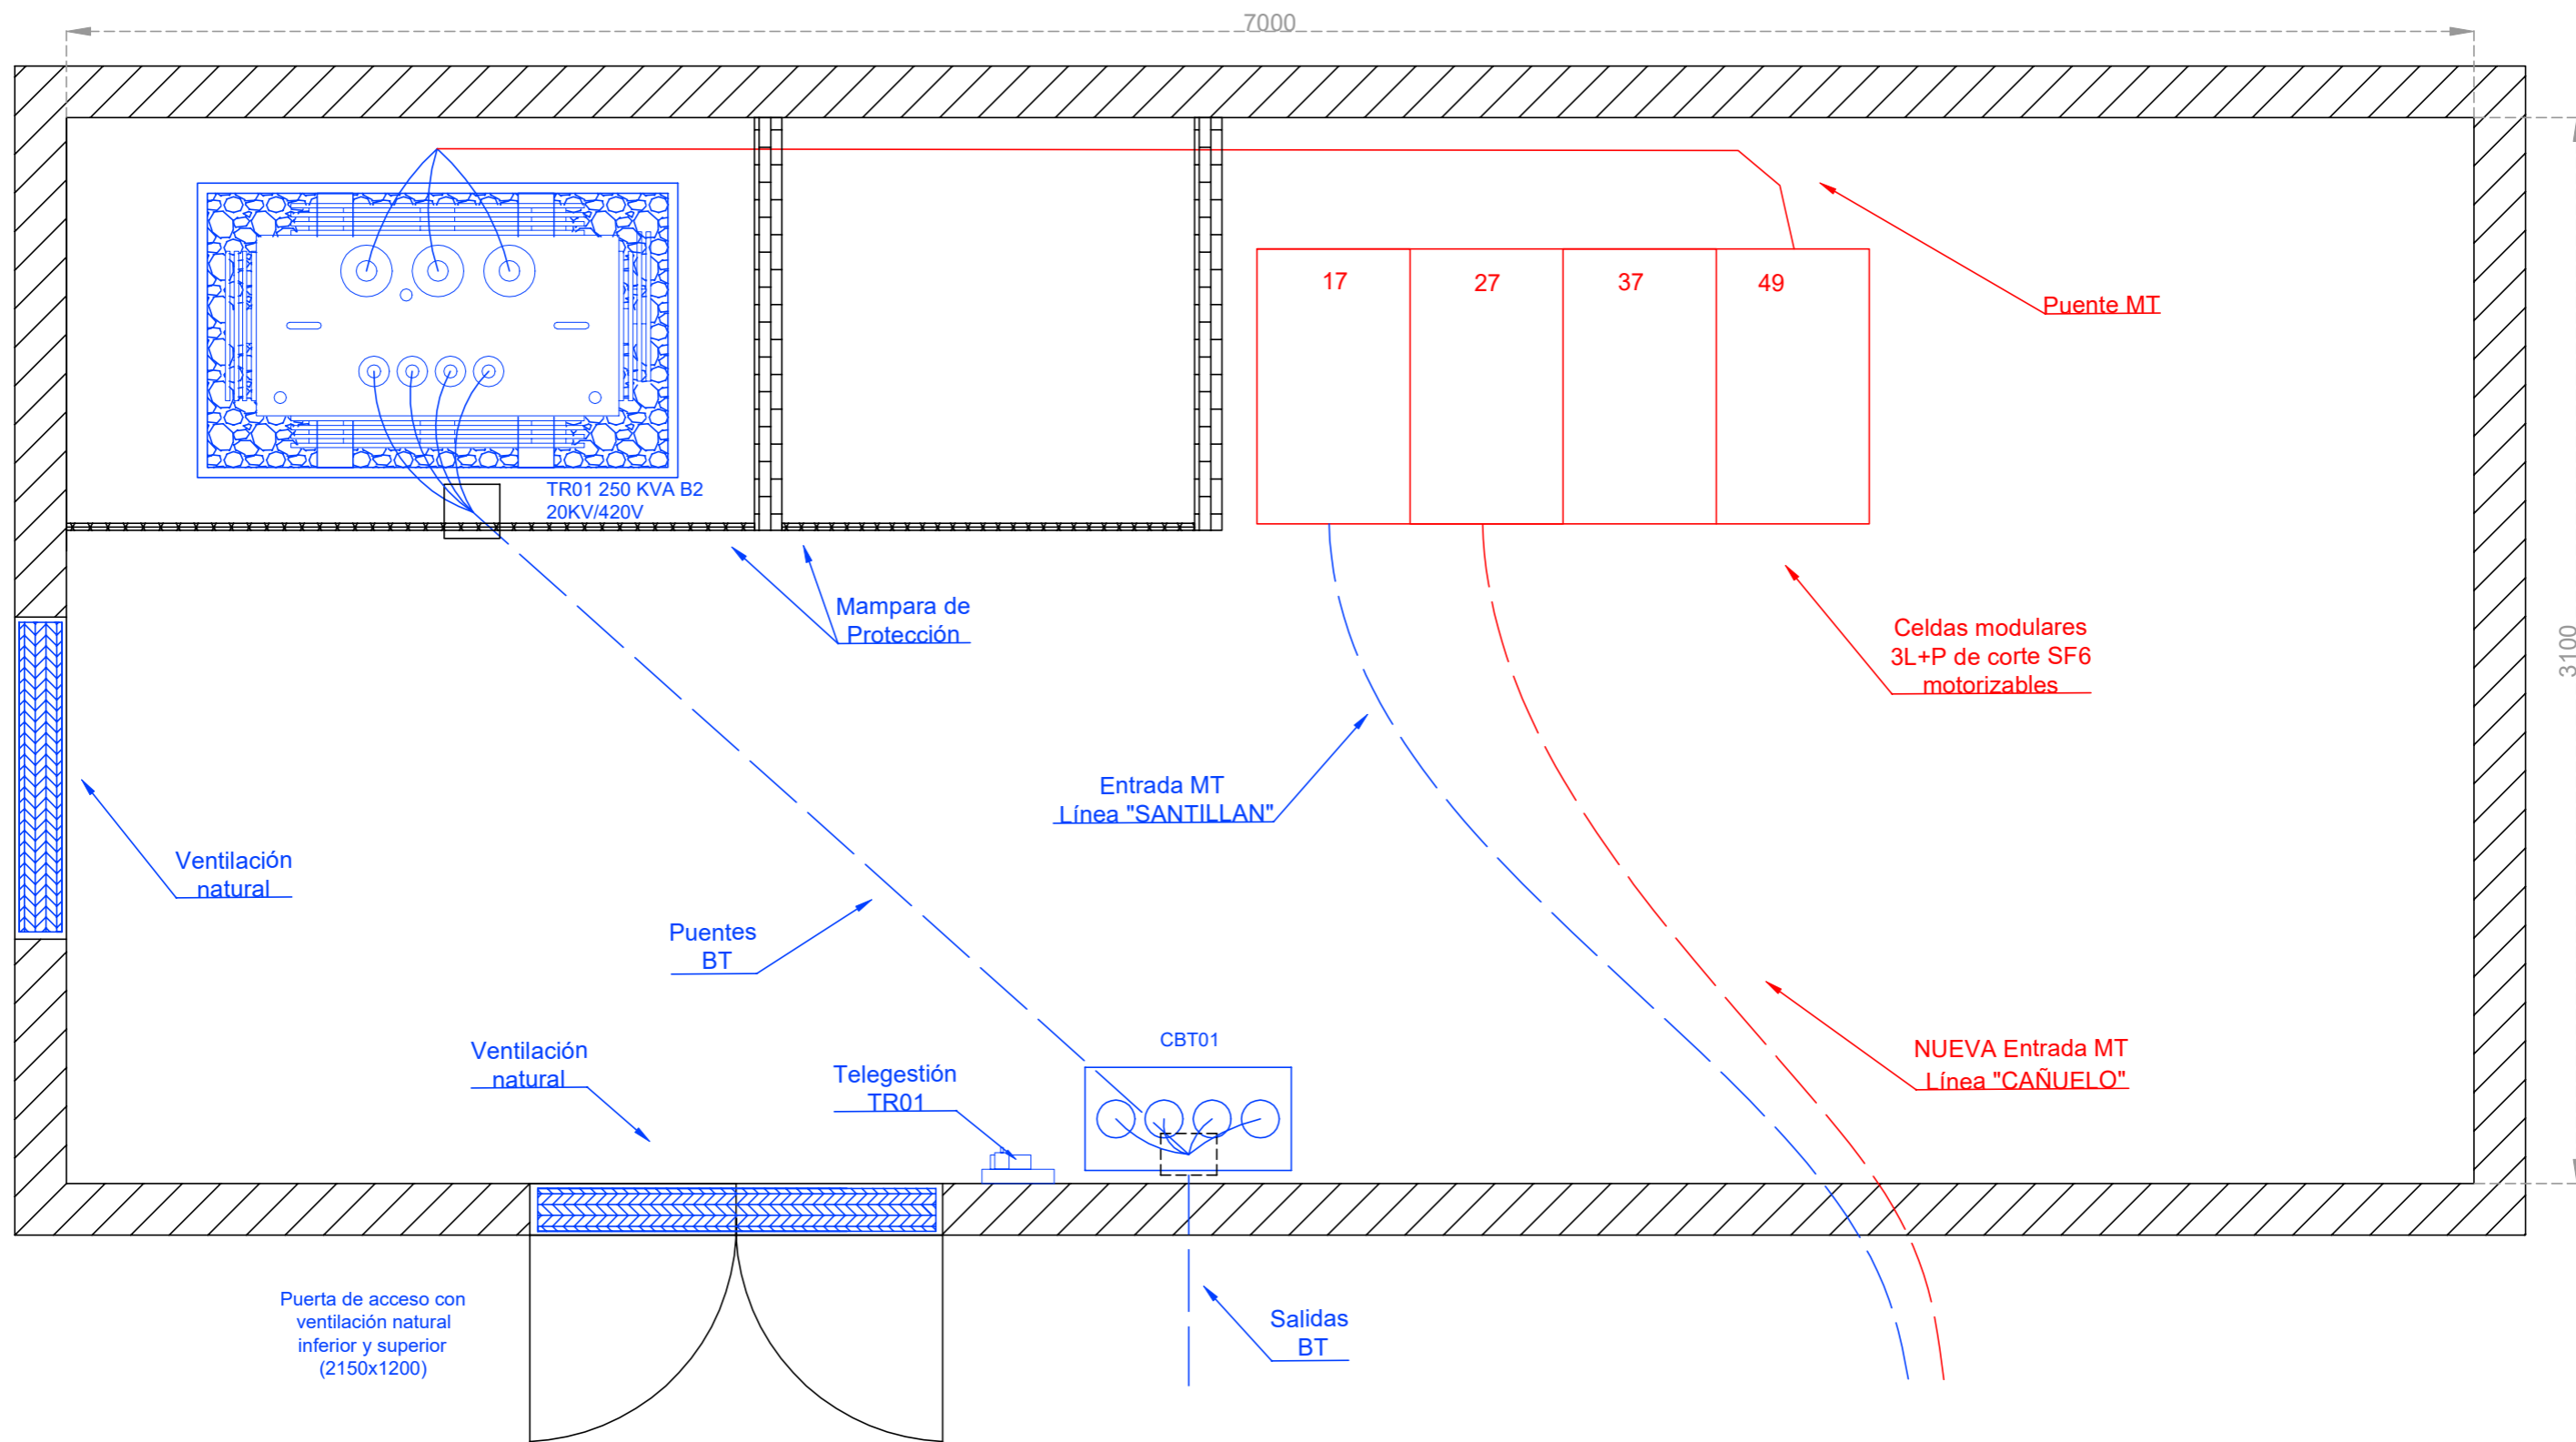 7000
17
27
37
49
Puente MT
TR01 250 KVA B2
20KV/420V
Mampara de
Protección
Celdas modulares
3L+P de corte SF6
motorizables
3100
Entrada MT
Línea "SANTILLAN"
Ventilación
natural
Puentes
BT
Ventilación
natural
Telegestión
TR01
CBT01
NUEVA Entrada MT
Línea "CAÑUELO"
Puerta de acceso con
ventilación natural
inferior y superior
(2150x1200)
Salidas
BT